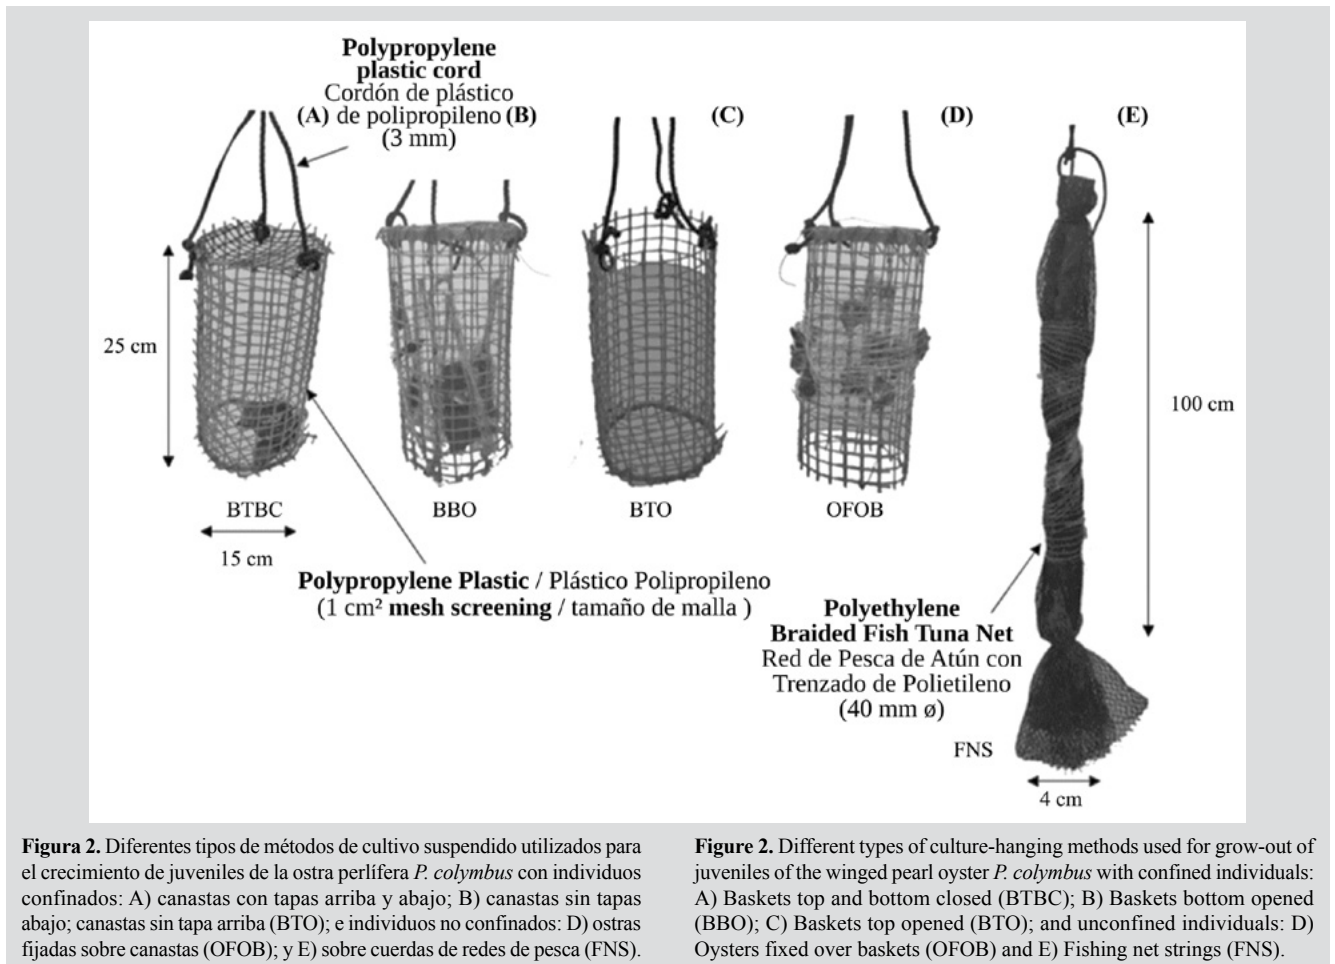 Polypropylene
plastic cord
Cordón de plástico
(A) de polipropileno (B)
(3 mm)
(C)
(D)
(E)
25 cm
100 cm
BTBC
BBO
BTO
OFOB
15 cm
Polypropylene Plastic / Plástico Polipropileno
(1 cm² mesh screening / tamaño de malla )
Polyethylene
Braided Fish Tuna Net
Red de Pesca de Atún con
Trenzado de Polietileno
(40 mm ø)
FNS
4 cm
Figura 2. Diferentes tipos de métodos de cultivo suspendido utilizados para
el crecimiento de juveniles de la ostra perlífera P. colymbus con individuos
confinados: A) canastas con tapas arriba y abajo; B) canastas sin tapas
abajo; canastas sin tapa arriba (BTO); e individuos no confinados: D) ostras
fijadas sobre canastas (OFOB); y E) sobre cuerdas de redes de pesca (FNS).
Figure 2. Different types of culture-hanging methods used for grow-out of
juveniles of the winged pearl oyster P. colymbus with confined individuals:
A) Baskets top and bottom closed (BTBC); B) Baskets bottom opened
(BBO); C) Baskets top opened (BTO); and unconfined individuals: D)
Oysters fixed over baskets (OFOB) and E) Fishing net strings (FNS).